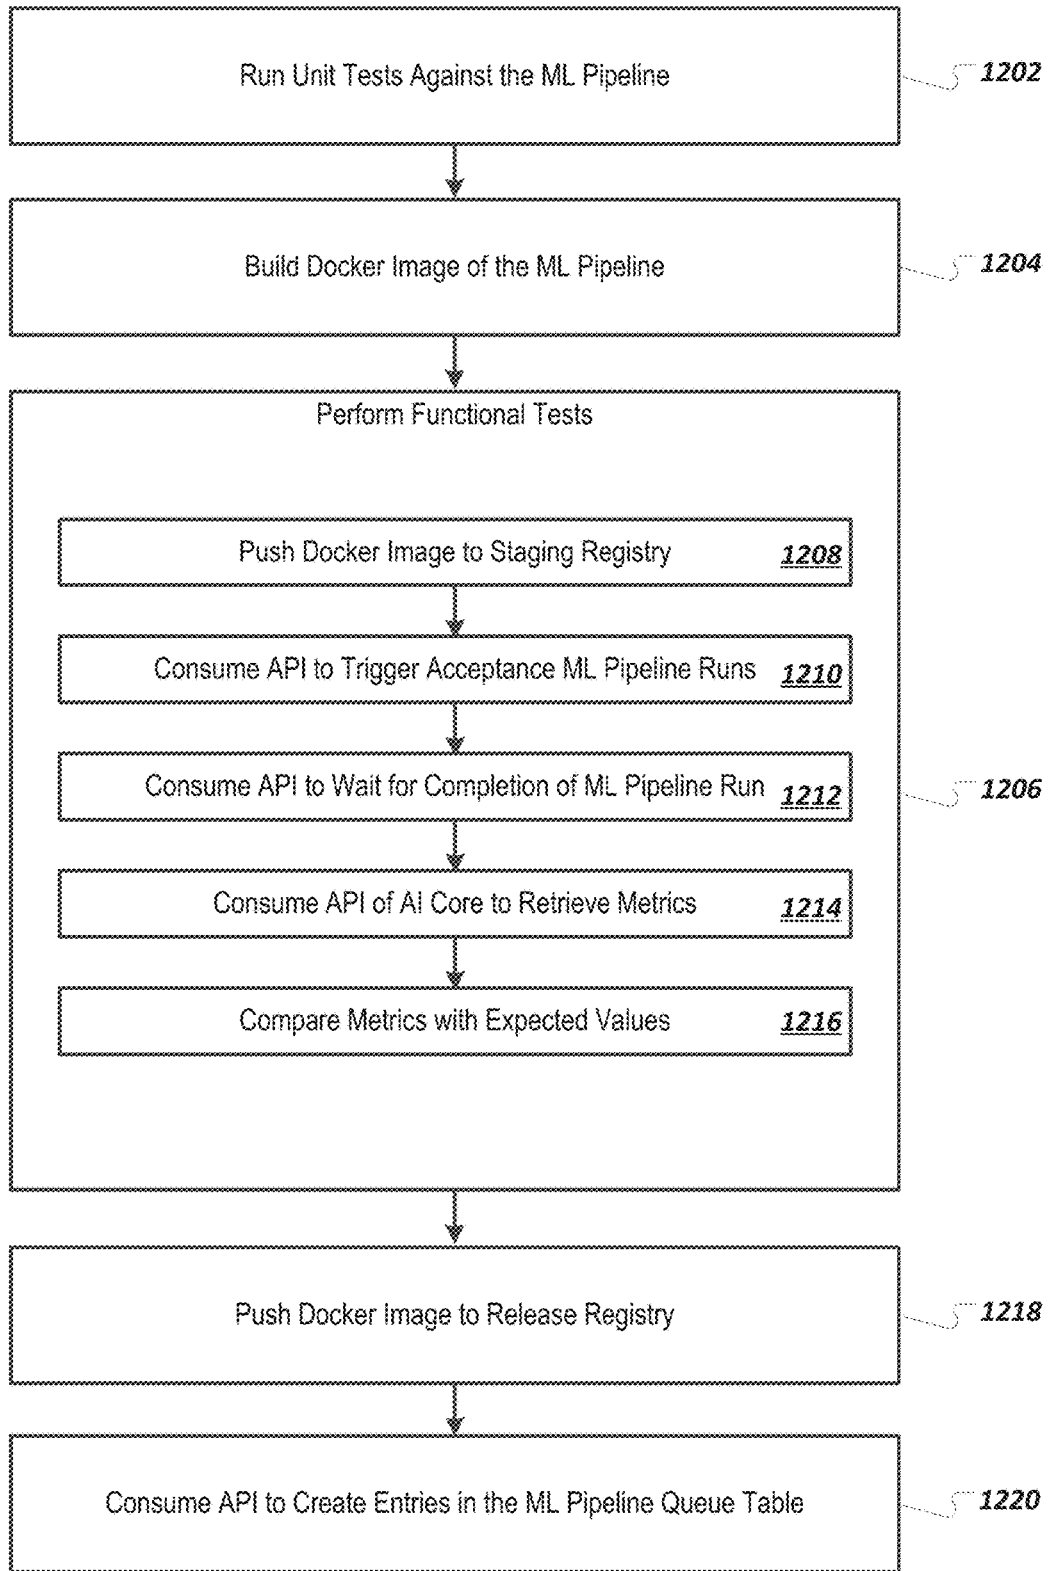 Run Unit Tests Against the ML Pipeline 1202
Build Docker Image of the ML Pipeline 1204
Perform Functional Tests
Push Docker Image to Staging Registry 1208
Consume API to Trigger Acceptance ML Pipeline Runs 1210
Consume API to Wait for Completion of ML Pipeline Run 1212
1206
Consume API of AI Core to Retrieve Metrics 1214
Compare Metrics with Expected Values 1216
Push Docker Image to Release Registry 1218
Consume API to Create Entries in the ML Pipeline Queue Table 1220